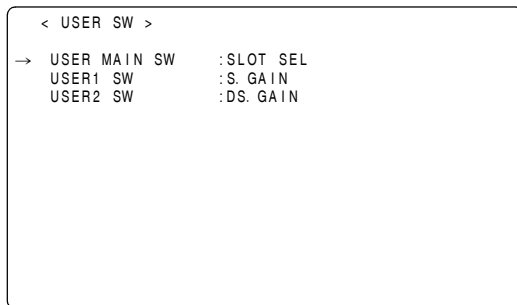 < USER SW >
→ USER MAIN SW :SLOT SEL
USER1 SW :S. GAIN
USER2 SW :DS. GAIN